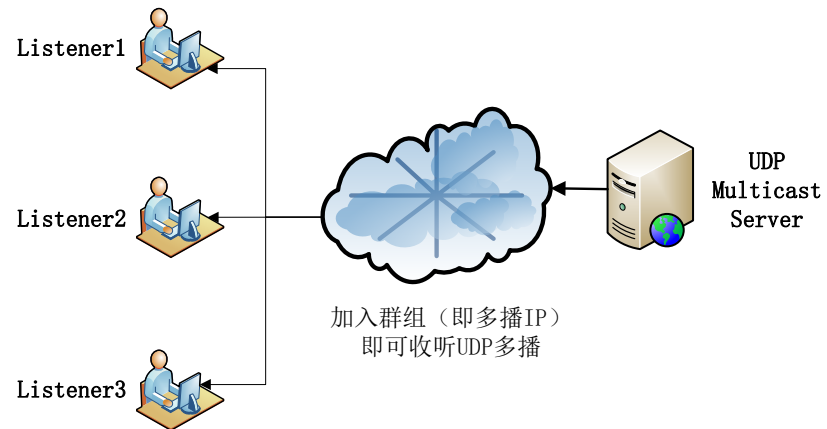 Listener1
Listener2
Listener3
UDP
Multicast
Server
加入群组（即多播IP）
即可收听UDP多播